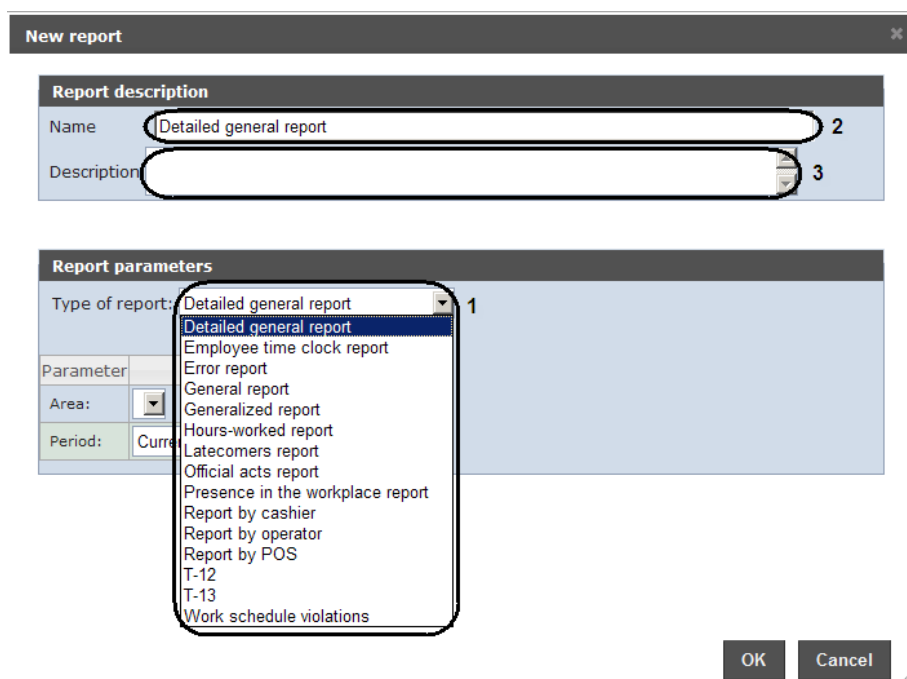 New report
Report description
Name Detailed general report 2
Description 3
Report parameters
Type of report: Detailed general report 1
Detailed general report
Employee time clock report
Error report
General report
Generalized report
Hours-worked report
Latecomers report
Official acts report
Presence in the workplace report
Report by cashier
Report by operator
Report by POS
T-12
T-13
Work schedule violations
Parameter
Area:
Period: Curre
OK Cancel